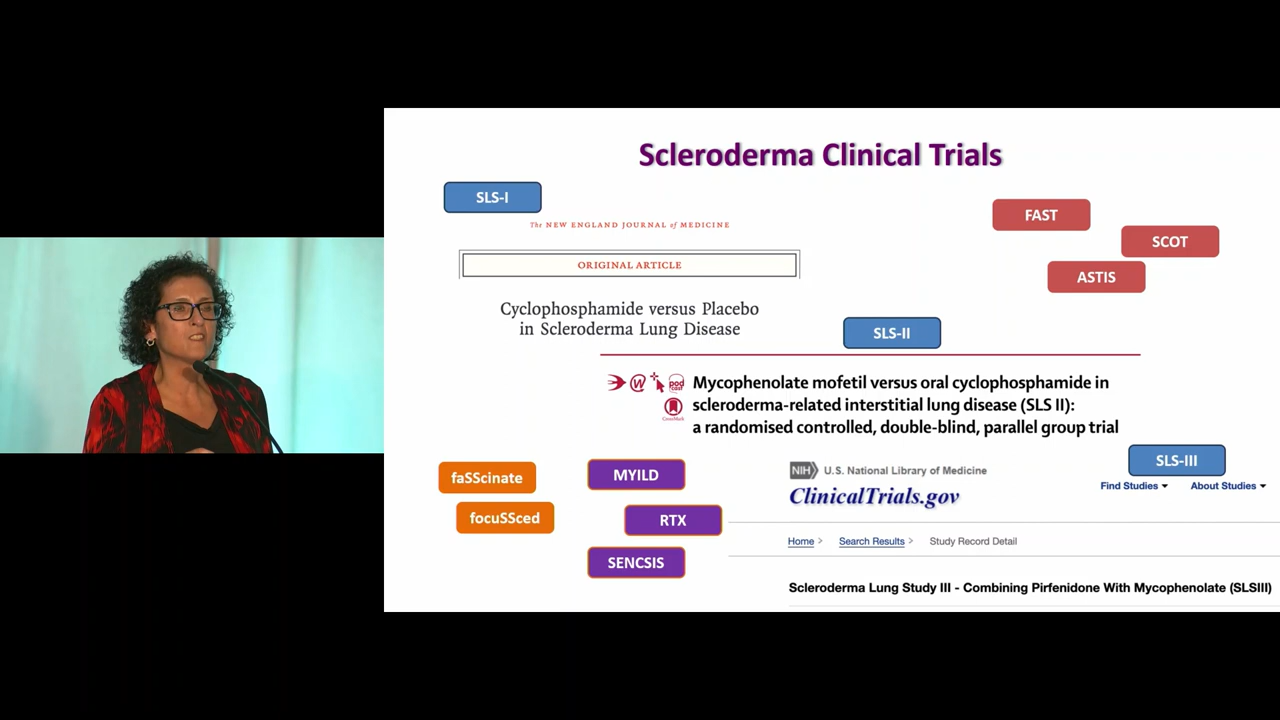 Scleroderma Clinical Trials
SLS-I
The NEW ENGLAND JOURNAL of MEDICINE
ORIGINAL ARTICLE
Cyclophosphamide versus Placebo
in Scleroderma Lung Disease
FAST
SCOT
ASTIS
SLS-II
Mycophenolate mofetil versus oral cyclophosphamide in
scleroderma-related interstitial lung disease (SLS II):
a randomised controlled, double-blind, parallel group trial
W
pod
cast
CrossMark
faSScinate
focuSSced
MYILD
RTX
SENCSIS
SLS-III
NIH U.S. National Library of Medicine
ClinicalTrials.gov
Find Studies About Studies
Home > Search Results > Study Record Detail
Scleroderma Lung Study III - Combining Pirfenidone With Mycophenolate (SLSIII)